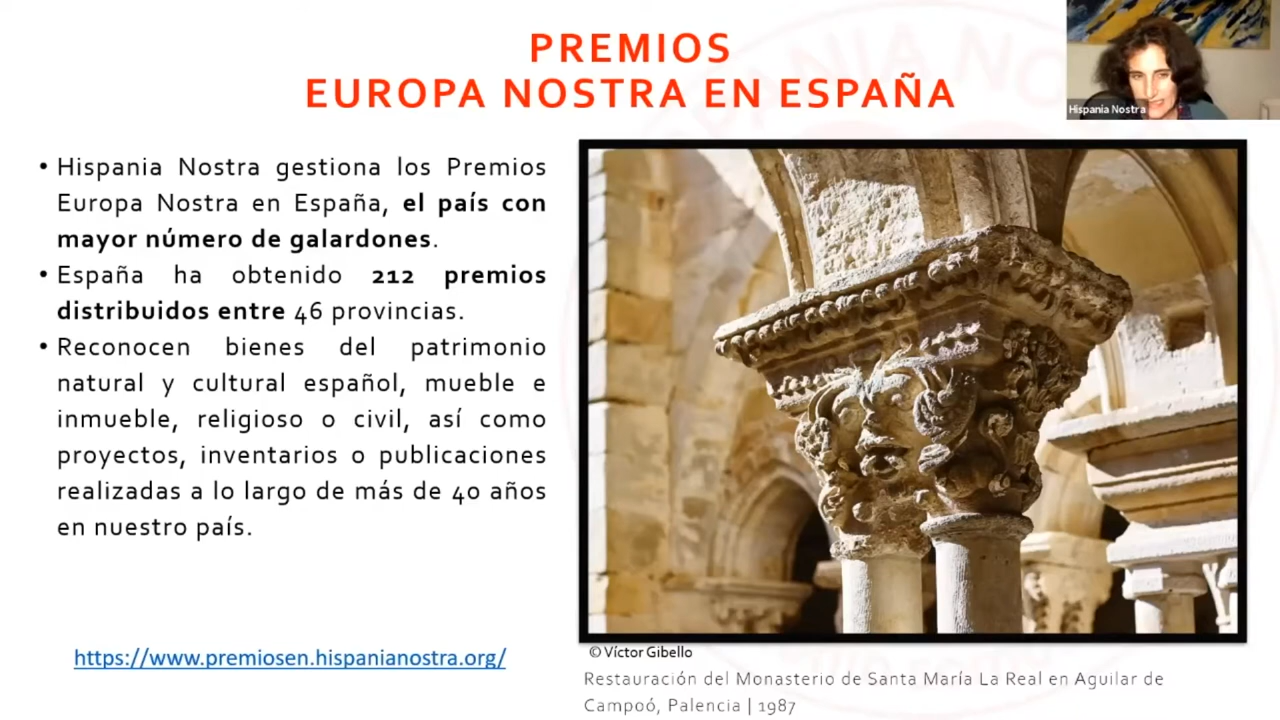 PREMIOS
EUROPA NOSTRA EN ESPAÑA
Hispania Nostra
• Hispania Nostra gestiona los Premios
Europa Nostra en España, el país con
mayor número de galardones.
• España ha obtenido 212 premios
distribuidos entre 46 provincias.
• Reconocen bienes del patrimonio
natural y cultural español, mueble e
inmueble, religioso o civil, así como
proyectos, inventarios o publicaciones
realizadas a lo largo de más de 40 años
en nuestro país.
https://www.premiosen.hispanianostra.org/
© Víctor Gibello
Restauración del Monasterio de Santa María La Real en Aguilar de
Campoó, Palencia | 1987